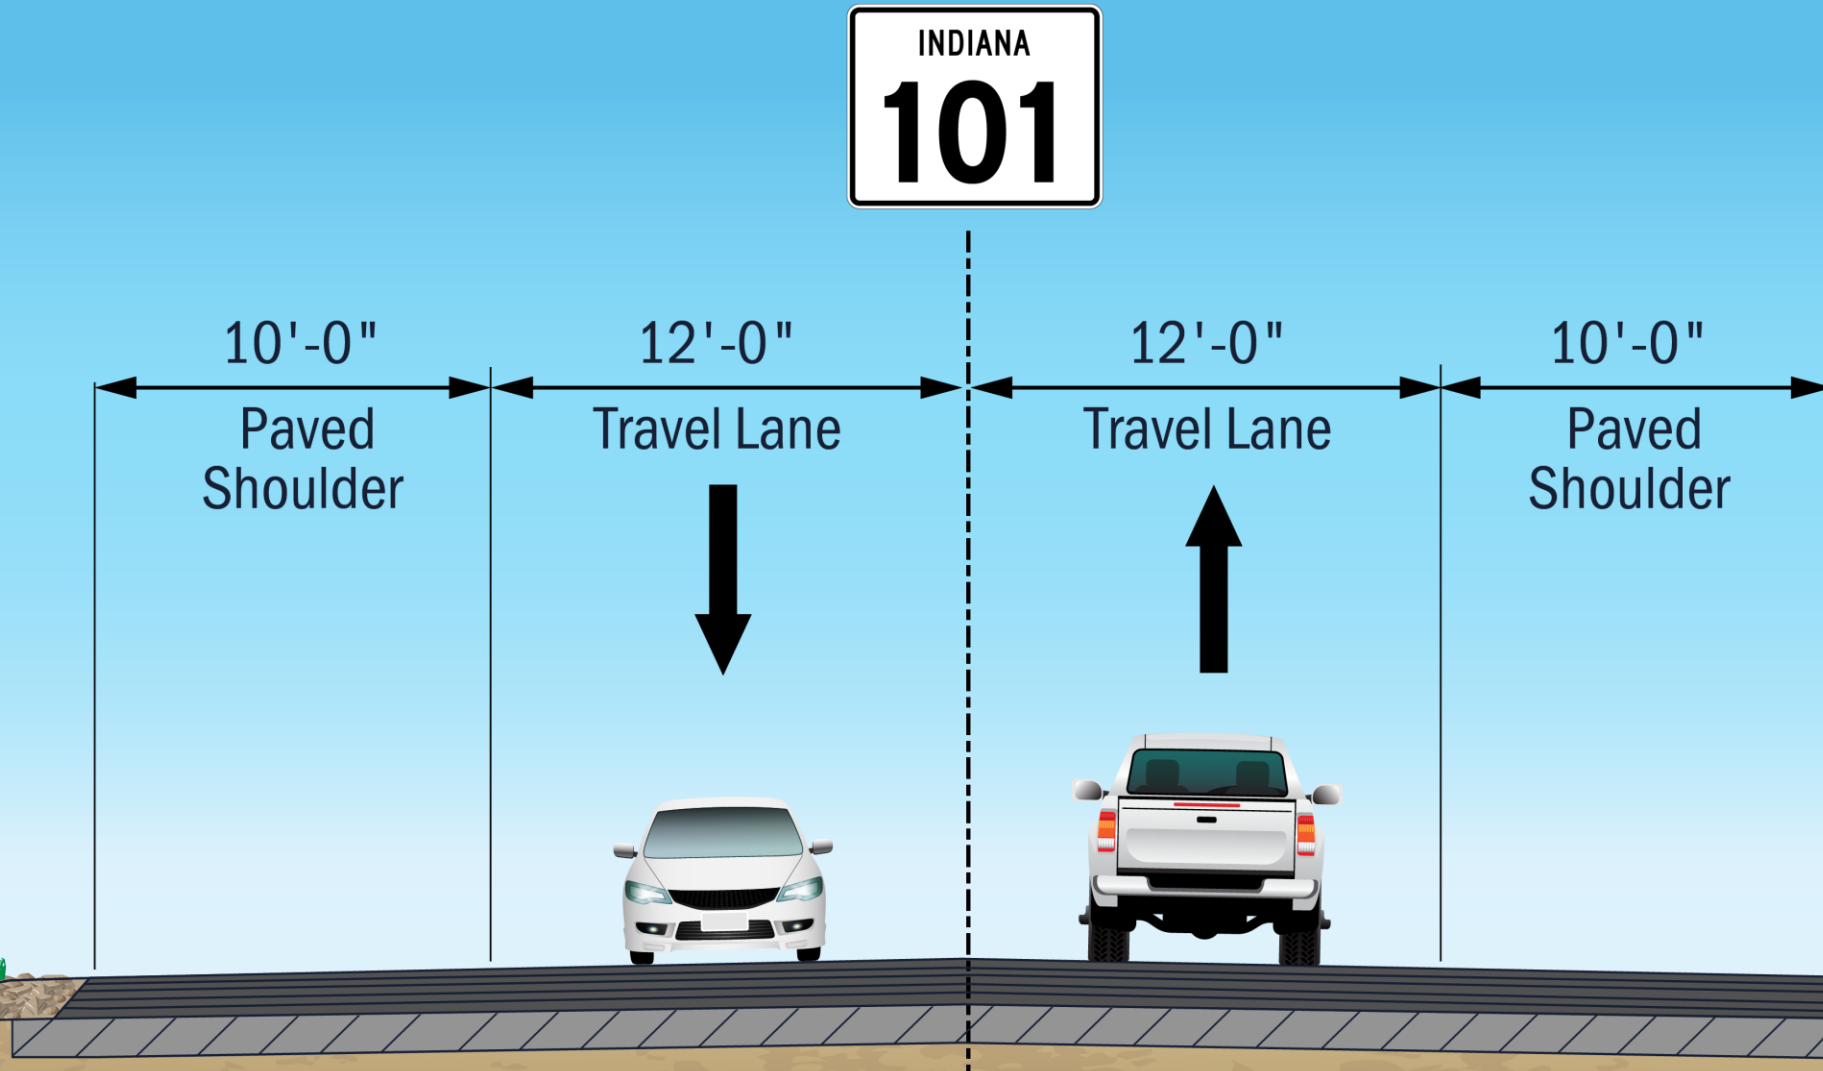 INDIANA
101
10'-0" 12'-0" 12'-0" 10'-0"
Paved Shoulder
Travel Lane
Travel Lane
Paved Shoulder